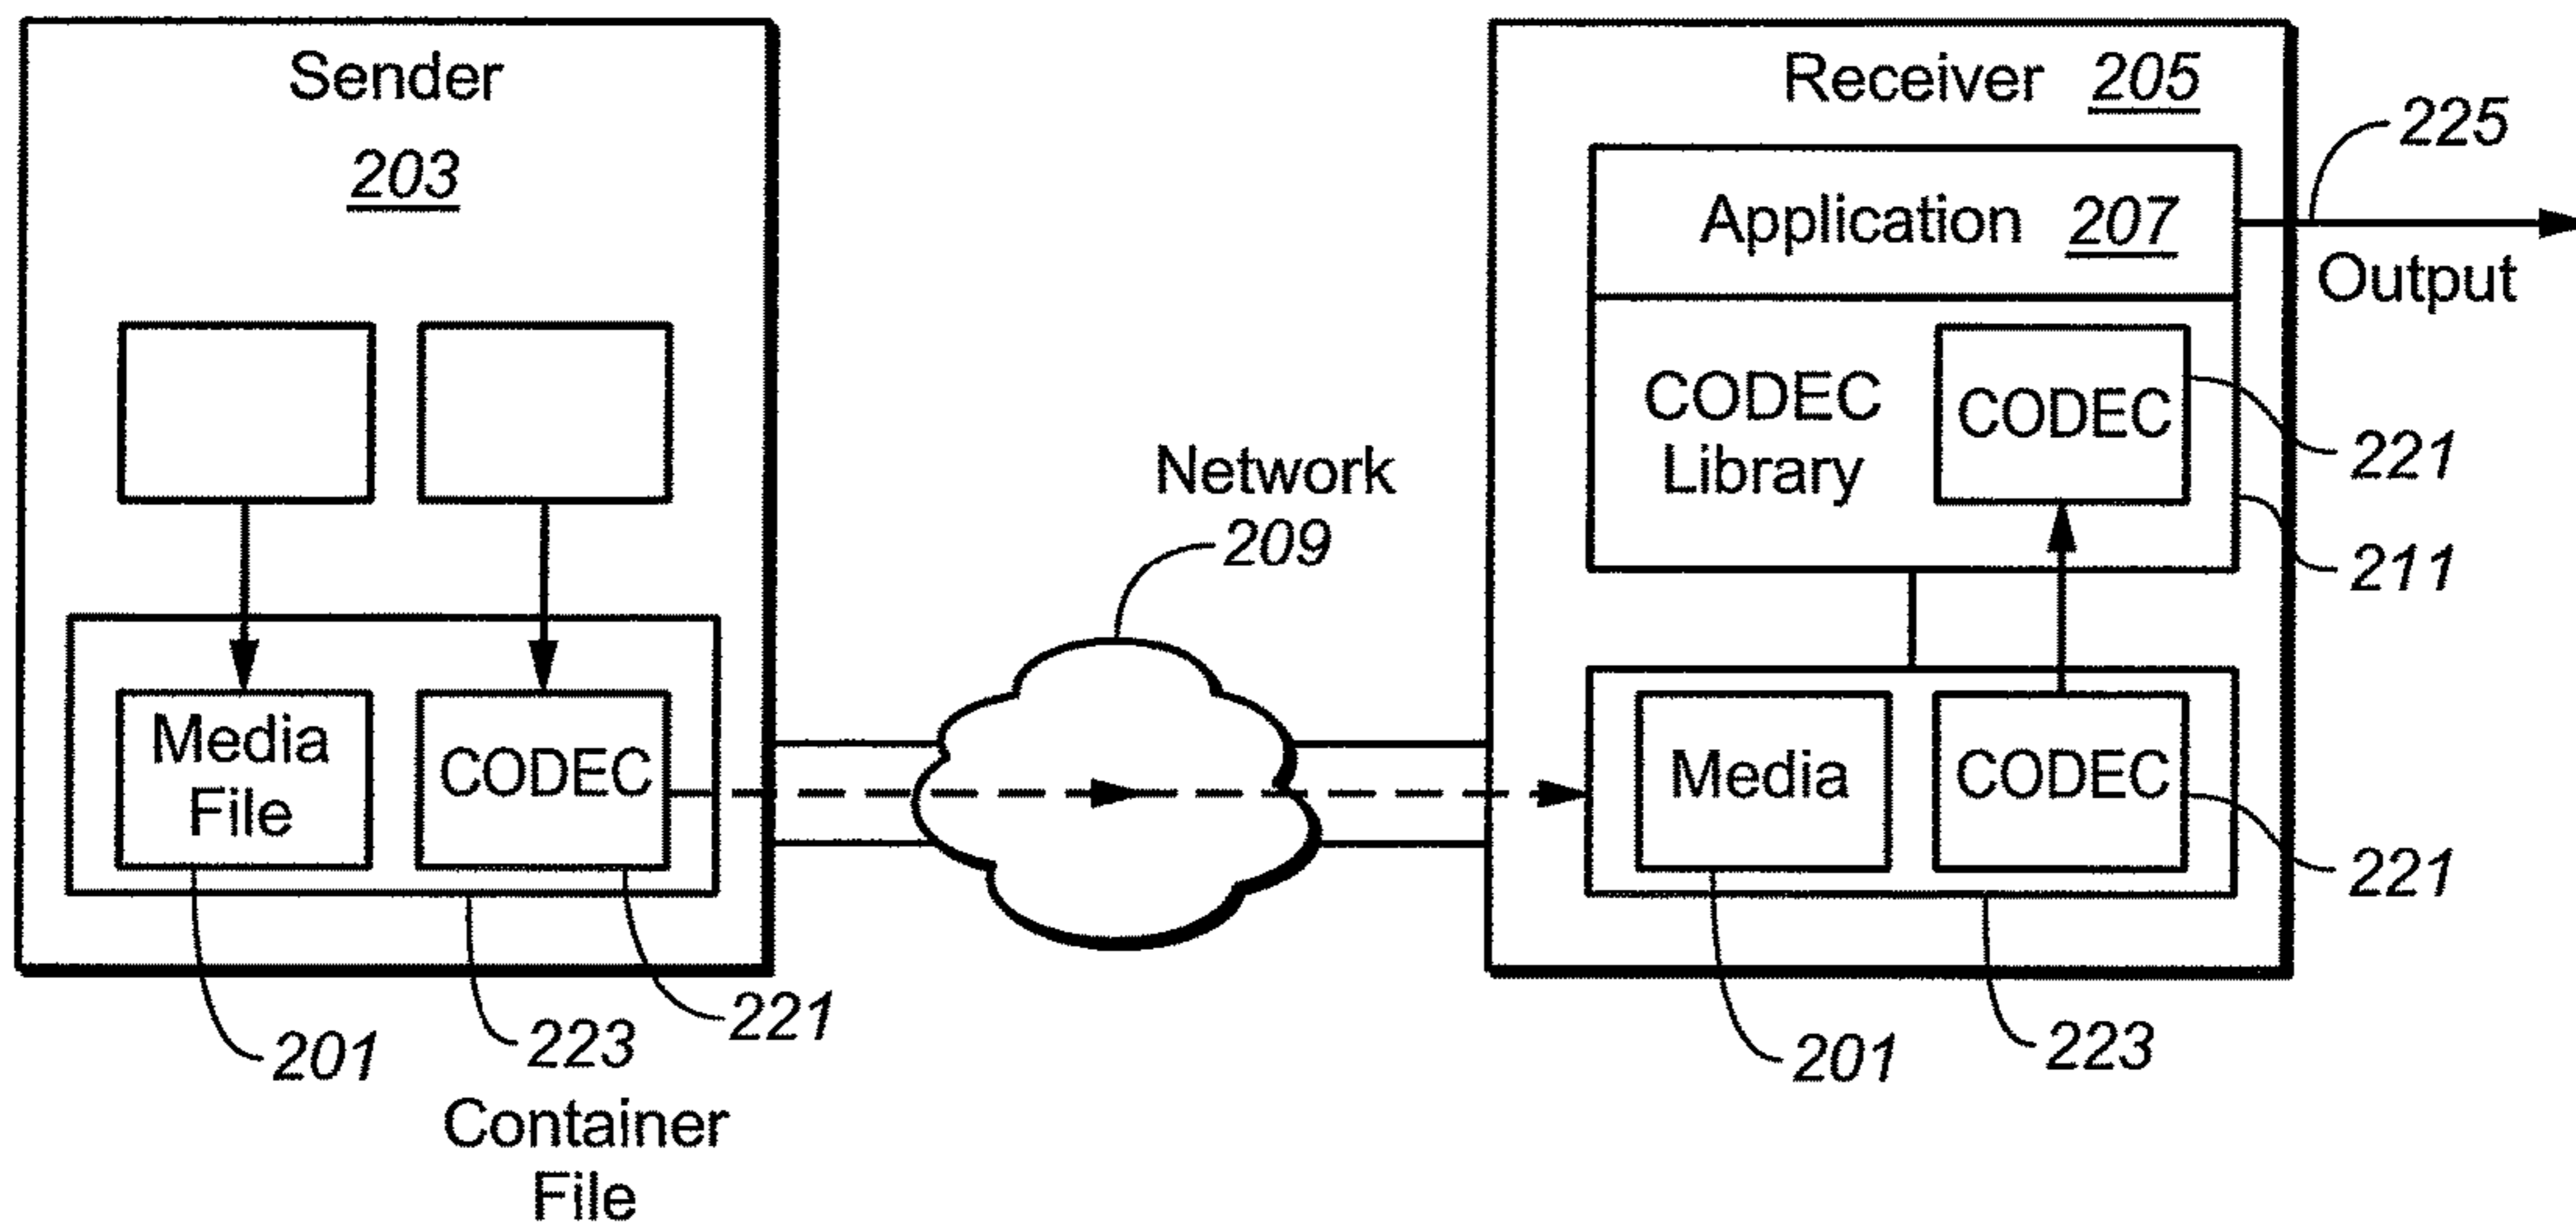 Sender
203
Media
File
CODEC
201
223
221
Container
File
Network
209
Receiver 205
Application 207
CODEC
Library
CODEC
Media
CODEC
201
223
225
Output
221
211
221